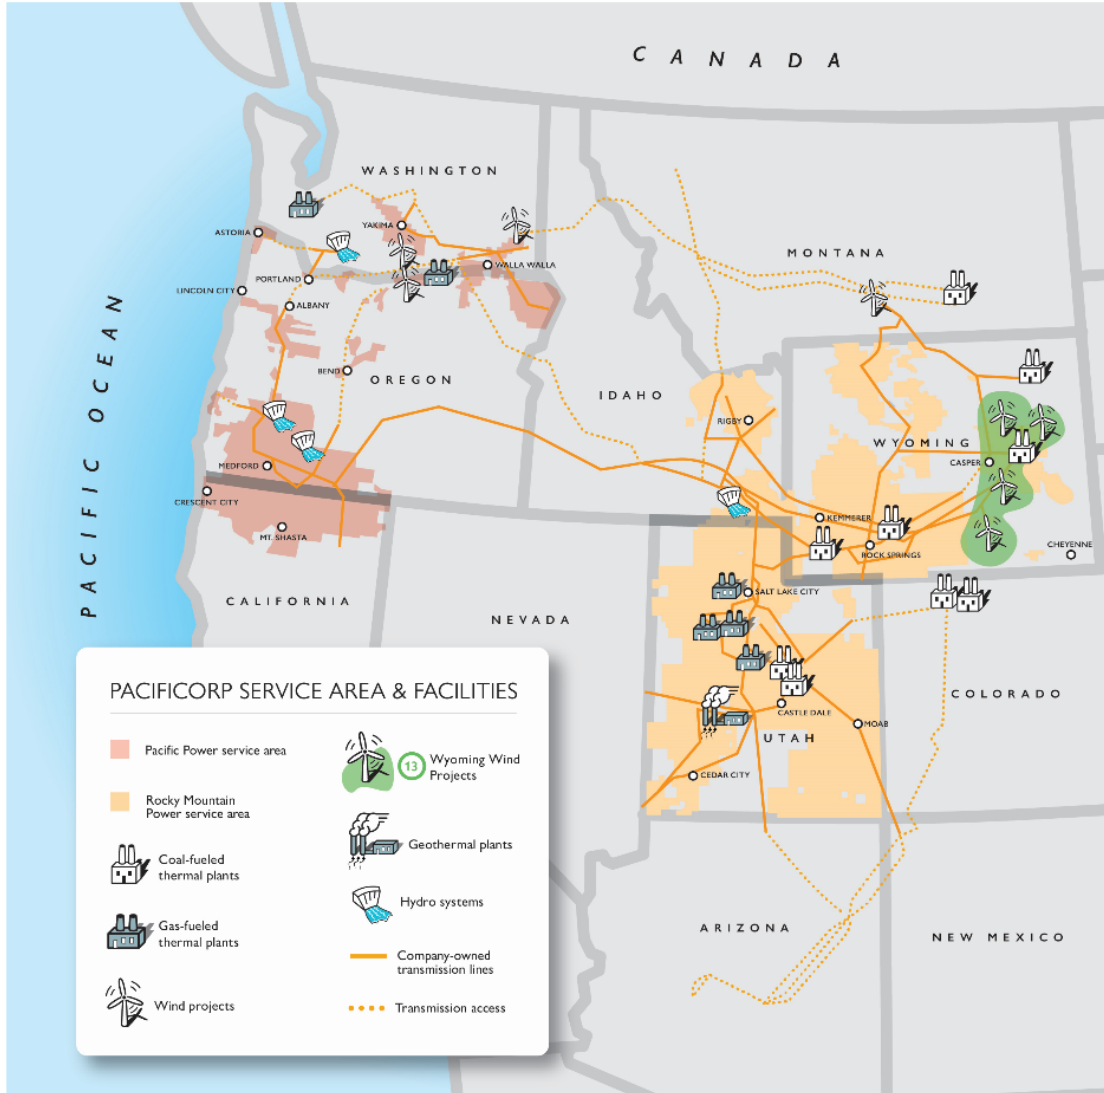 CANADA
WASHINGTON
YAKIMA
ASTORIA
WALLA WALLA
MONTANA
PORTLAND
LINCOLN CITY
ALBANY
PACIFIC OCEAN
BEND
OREGON
IDAHO
RIGBY
WYOMING
CASPER
MEDFORD
CRESCENT CITY
KEMMERER
MT. SHASTA
ROCK SPRINGS
CHEYENNE
SALT LAKE CITY
CALIFORNIA
NEVADA
COLORADO
CASTLE DALE
MOAB
UTAH
CEDAR CITY
ARIZONA
NEW MEXICO
PACIFICORP SERVICE AREA & FACILITIES
Pacific Power service area
Rocky Mountain
Power service area
Coal-fueled
thermal plants
Gas-fueled
thermal plants
Wind projects
13
Wyoming Wind
Projects
Geothermal plants
Hydro systems
Company-owned
transmission lines
Transmission access